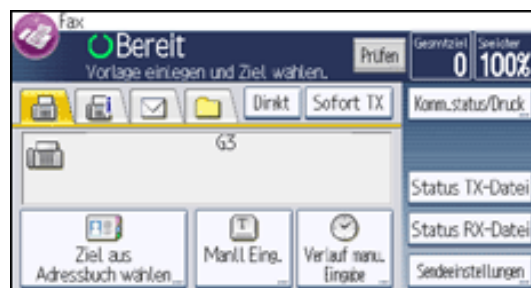 Fax
Bereit
Vorlage einlegen und Ziel wählen.
Prüfen
Gesamtziel
0
Speicher
100%
Direkt
Sofort TX
Komm.status/Druck
G3
Status TX-Datei
Status RX-Datei
Sendeeinstellungen
Ziel aus
Adressbuch wählen
Manll Eing.
Verlauf manu.
Eingabe